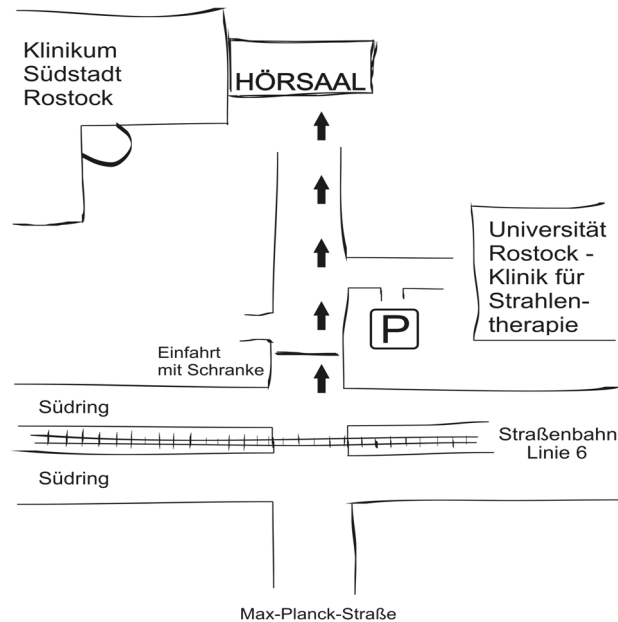 Klinikum
Südstadt
Rostock
HÖRSAAL
Universität
Rostock -
Klinik für
Strahlen-
therapie
P
Einfahrt
mit Schranke
Südring
Straßenbahn
Linie 6
Südring
Max-Planck-Straße